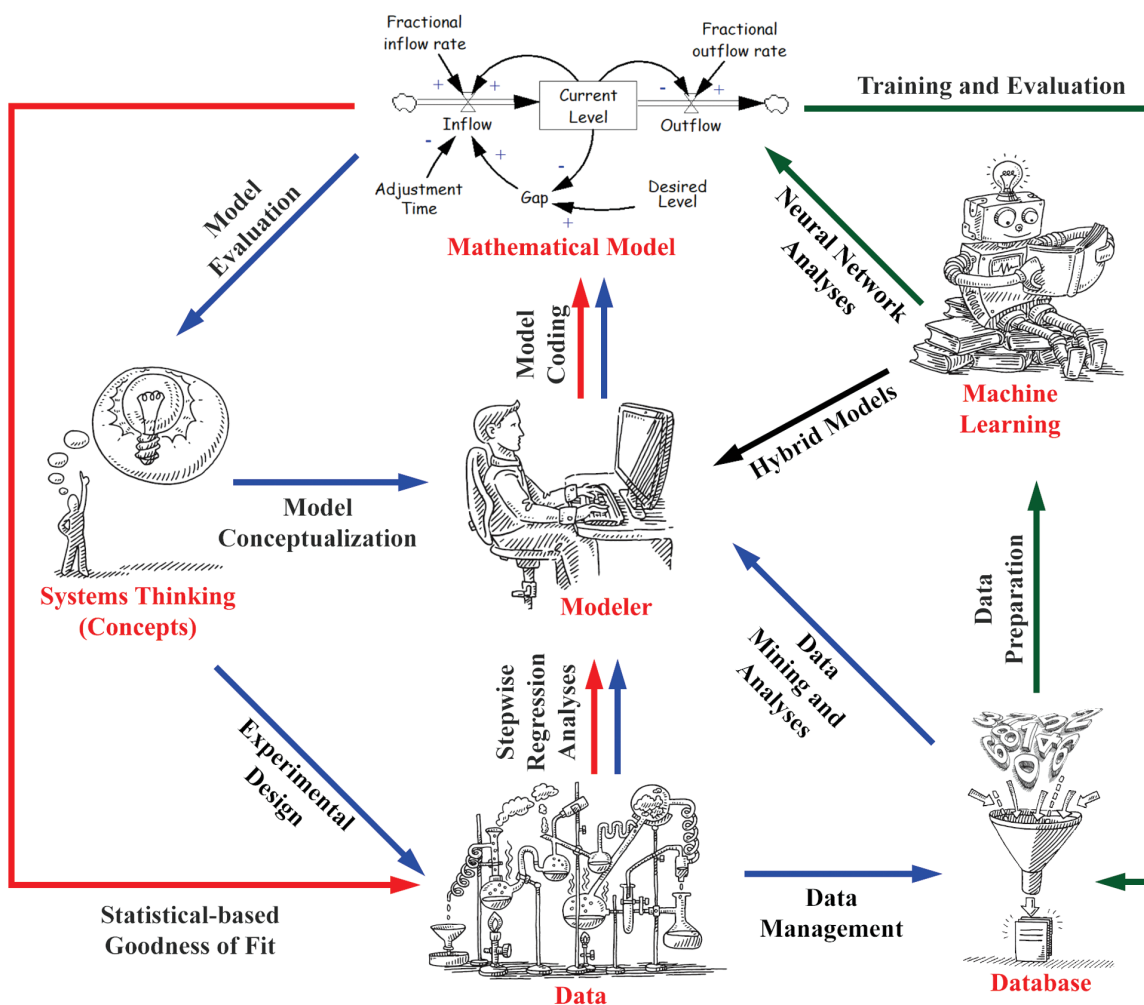 Fractional
inflow rate
Fractional
outflow rate
+
+
-
+
Current
Level
Inflow
Outflow
-
+
-
Adjustment
Time
Gap
Desired
Level
+
Mathematical Model
Training and Evaluation
Model
Evaluation
Neural Network
Analyses
Model
Coding
Hybrid Models
Machine
Learning
Model
Conceptualization
Systems Thinking
(Concepts)
Modeler
Data
Preparation
Data
Mining and
Analyses
Stepwise
Regression
Analyses
Experimental
Design
Statistical-based
Goodness of Fit
Data
Management
Data
Database